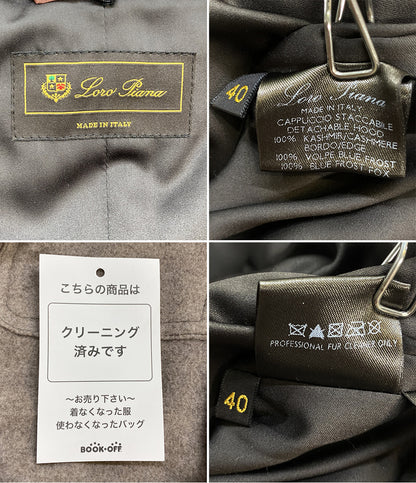 Loro Piana
MADE IN ITALY
40
Loro Piana
MADE IN ITALY
CAPPUCCIO STACCABILE
DETACHABLE HOOD
100% KASHMIR/CASHMERE
BORDO/EDGE
100% VOLPE BLUE FROST
100% BLUE FROST FOX
こちらの商品は
クリーニング
済みです
〜お売り下さい〜
着なくなった服
使わなくなったバッグ
BOOK・OFF
PROFESSIONAL FUR CLEANER ONLY
40